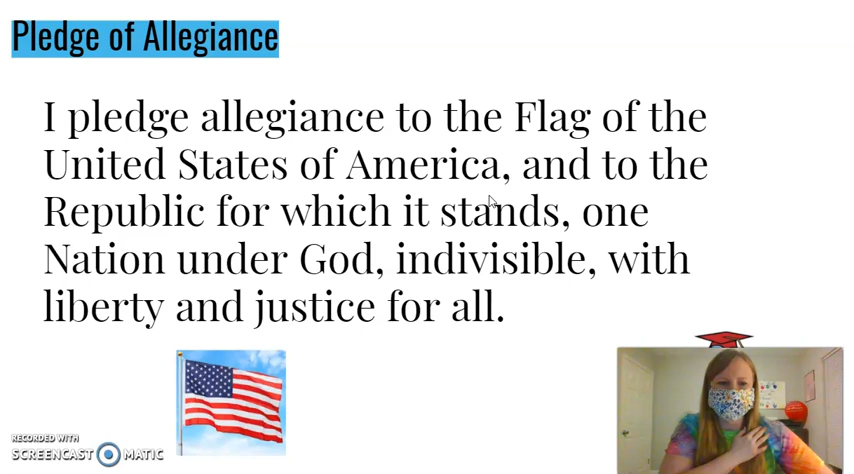 Pledge of Allegiance
I pledge allegiance to the Flag of the
United States of America, and to the
Republic for which it stands, one
Nation under God, indivisible, with
liberty and justice for all.
RECORDED WITH
SCREENCAST MATIC